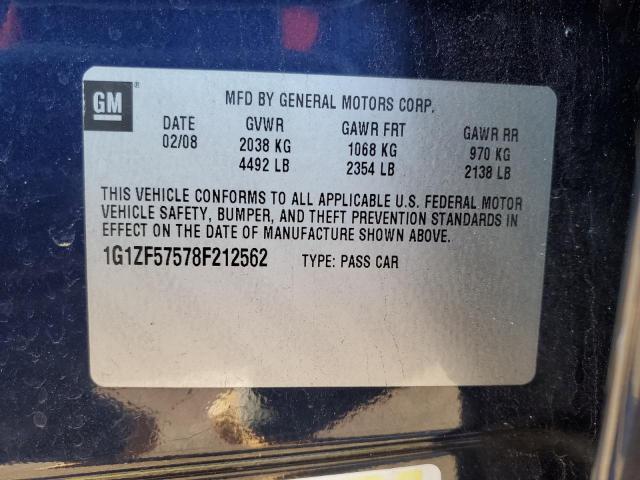 GM ®
MFD BY GENERAL MOTORS CORP.
DATE GVWR GAWR FRT GAWR RR
02/08 2038 KG 1068 KG 970 KG
4492 LB 2354 LB 2138 LB
THIS VEHICLE CONFORMS TO ALL APPLICABLE U.S. FEDERAL MOTOR
VEHICLE SAFETY, BUMPER, AND THEFT PREVENTION STANDARDS IN
EFFECT ON THE DATE OF MANUFACTURE SHOWN ABOVE.
1G1ZF57578F212562 TYPE: PASS CAR